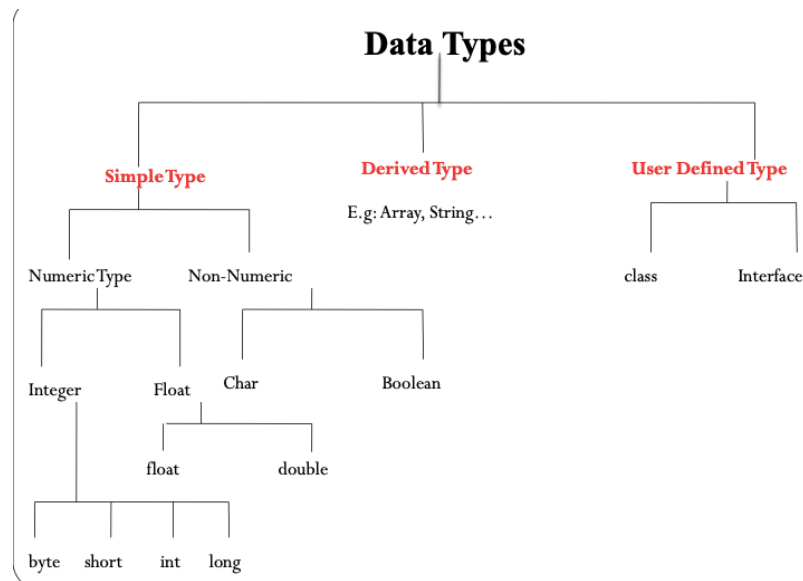 Data Types
Simple Type
Derived Type
User Defined Type
E.g: Array, String...
Numeric Type
Non-Numeric
class
Interface
Integer
Float
Char
Boolean
float
double
byte
short
int
long